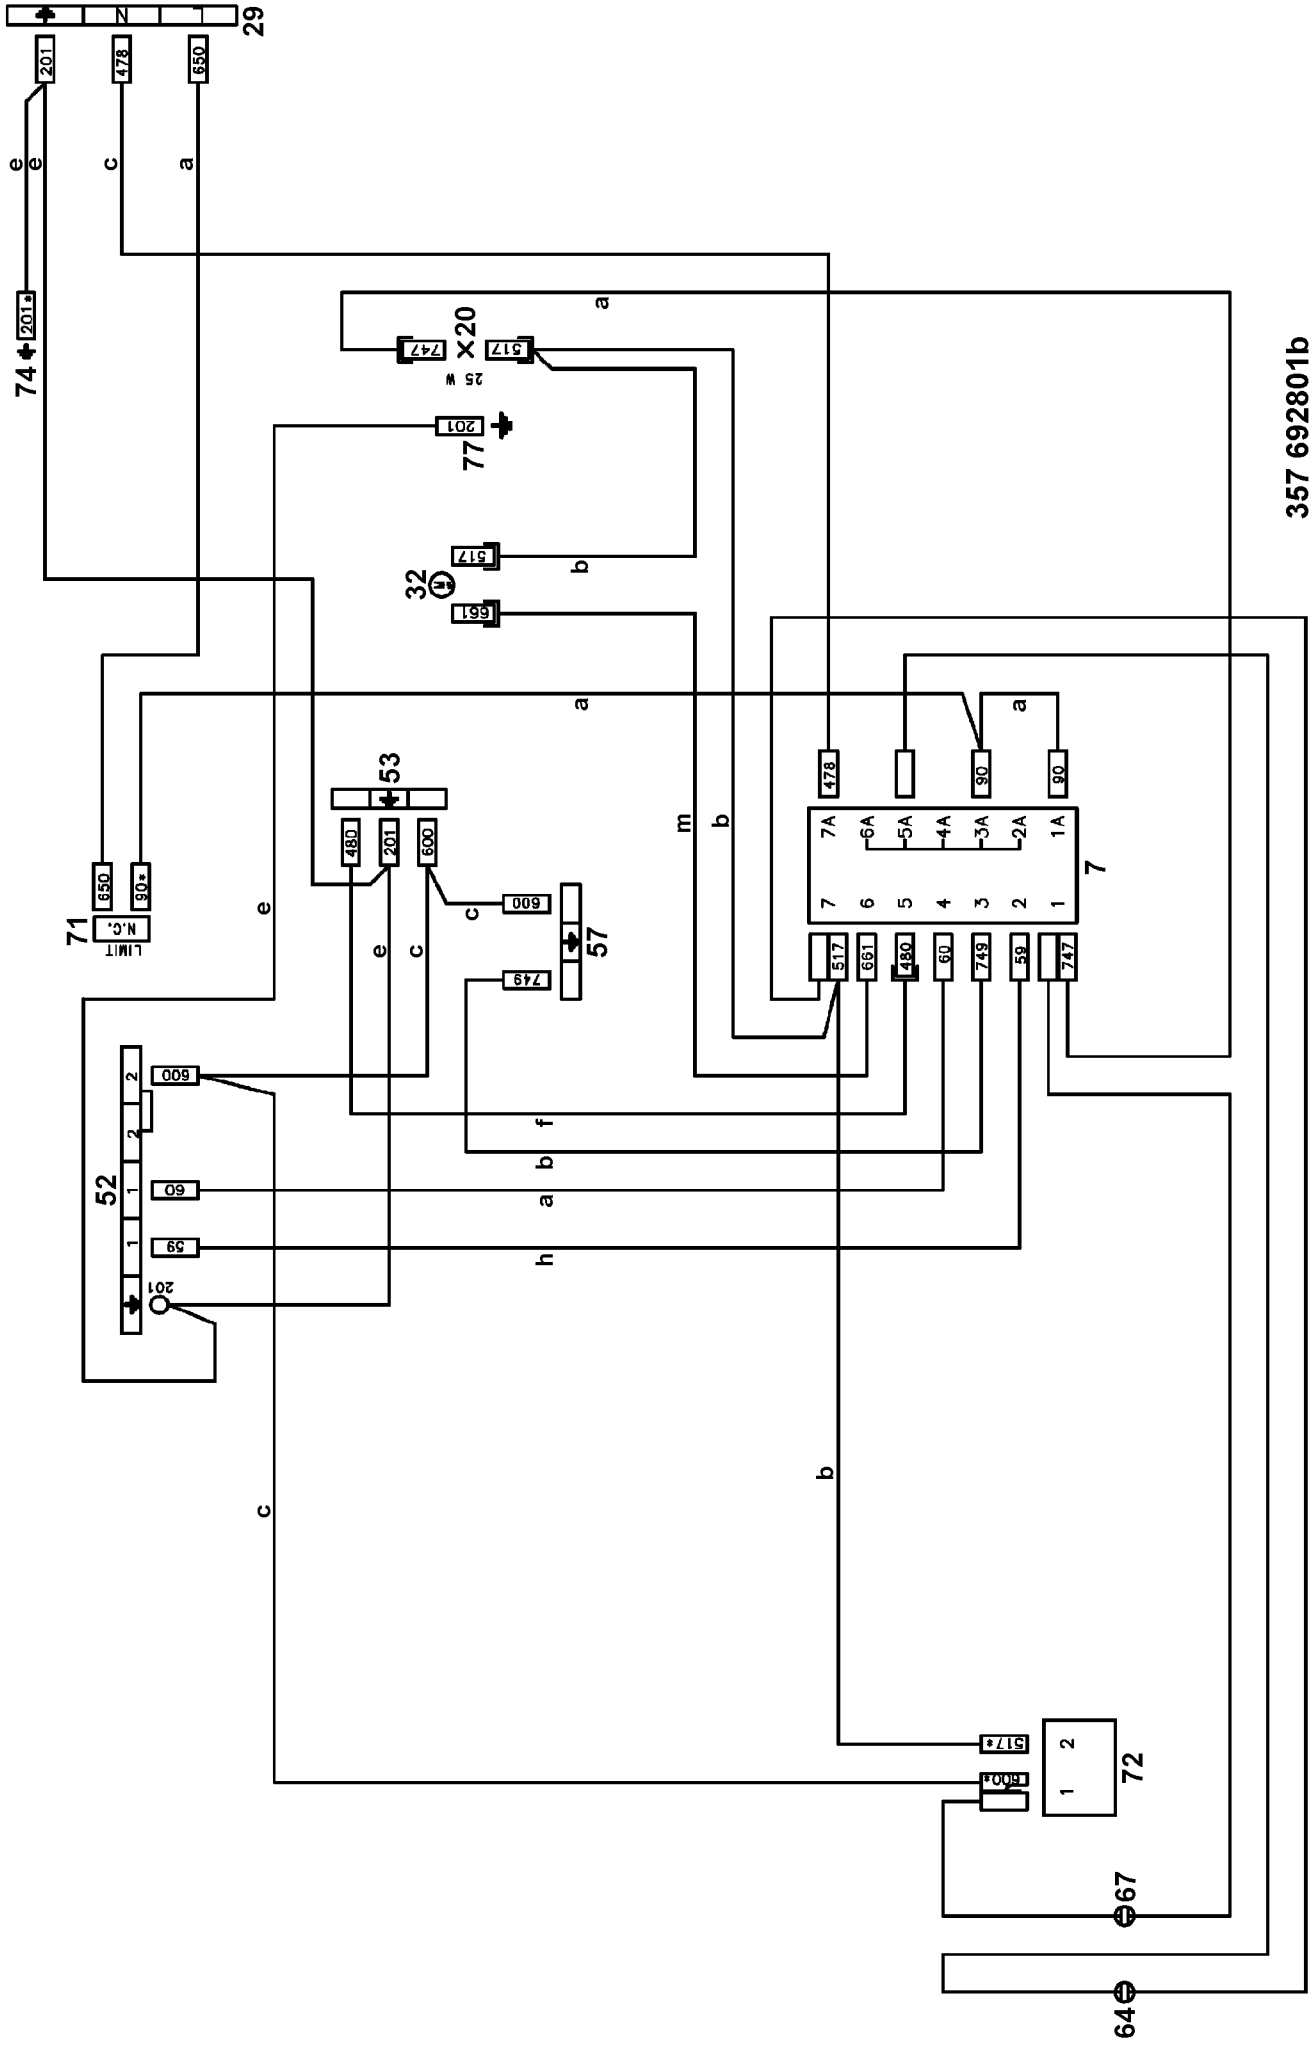 29
N
L
201
478
650
e
e
c
a
201*
74
a
747
×20
517
25 W
201
77
357 692801b
32
M
517
661
b
a
a
53
480
201
600
m
b
478
90
90
71
650
90*
N.C.
LIMIT
e
e
c
c
600
749
57
7A 6A 5A 4A 3A 2A 1A
7 6 5 4 3 2 1
7
517
661
480
60
749
59
747
52
2
2
1
1
600
60
59
201
f
b
a
h
c
b
517*
600*
2
1
72
67
64